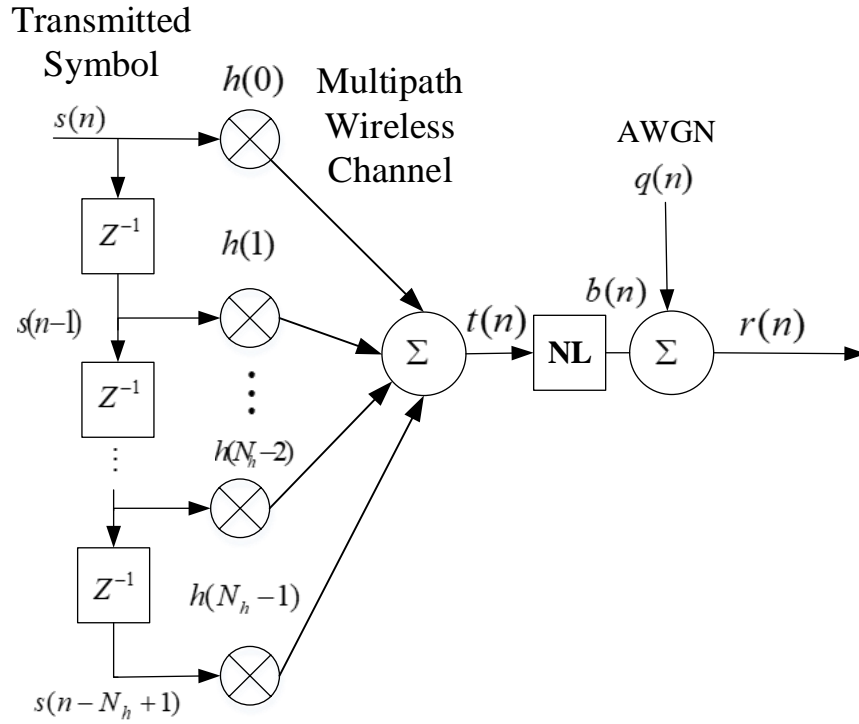 Transmitted
Symbol
h(0)
Multipath
Wireless
Channel
s(n)
AWGN
q(n)
Z⁻¹
h(1)
b(n)
s(n−1)
Σ
t(n)
NL
Σ
r(n)
Z⁻¹
⋮
⋮
h(N_h−2)
Z⁻¹
h(N_h−1)
s(n−N_h+1)